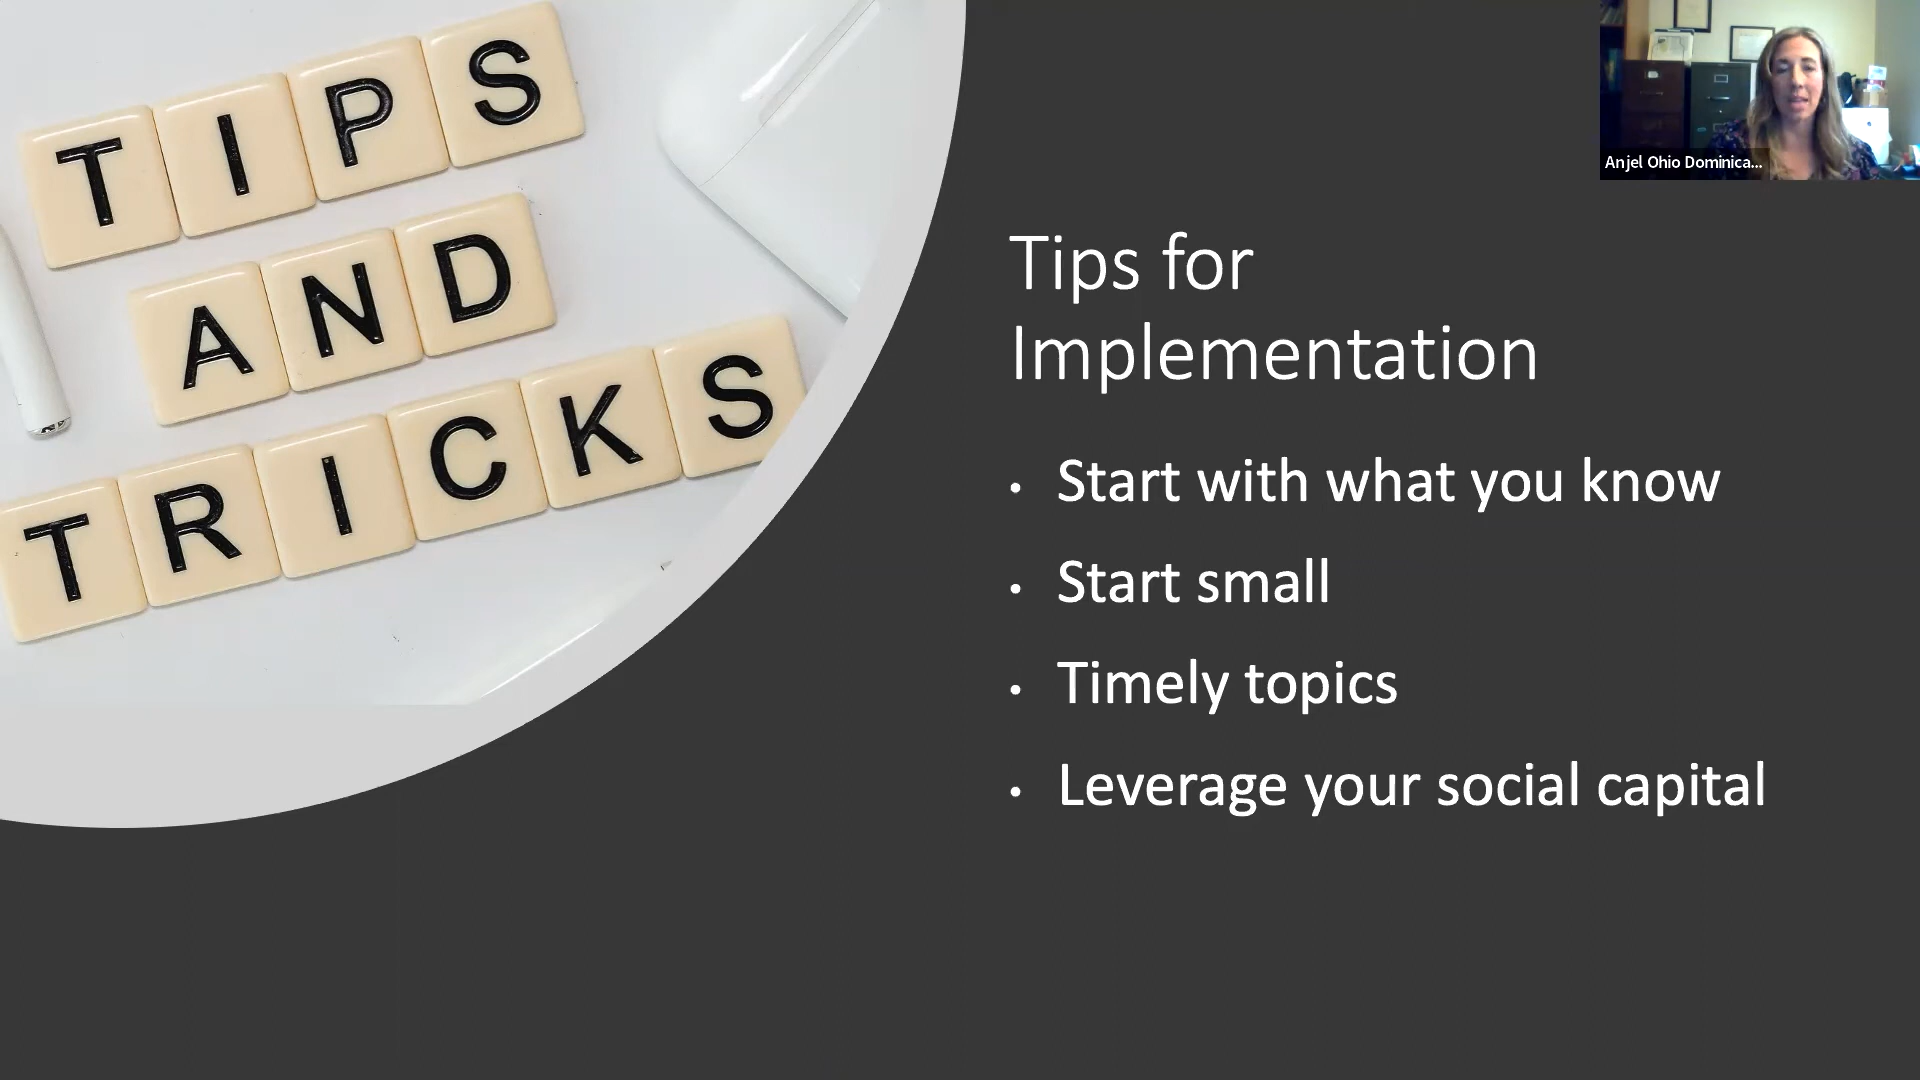 TIPS
AND
TRICKS
Anjel Ohio Dominica...
Tips for
Implementation
• Start with what you know
• Start small
• Timely topics
• Leverage your social capital